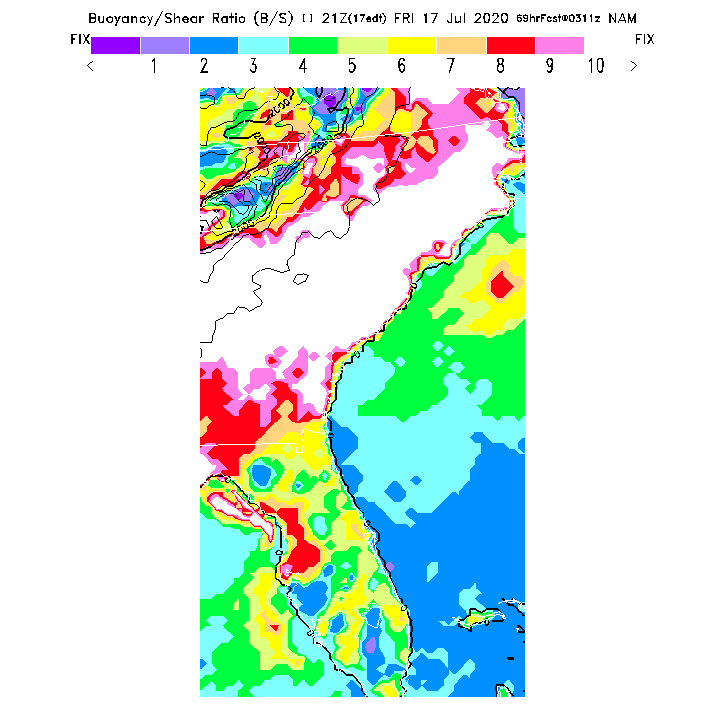 Buoyancy/Shear Ratio (B/S) [] 21Z(17edt) FRI 17 Jul 2020 69hrFcst@0311z NAM
FIX FIX
< 1 2 3 4 5 6 7 8 9 10 >
2000